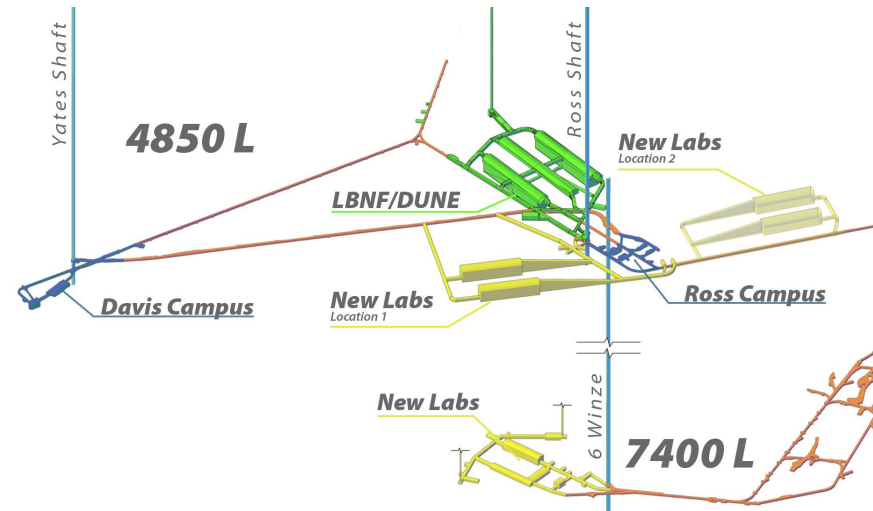 Yates Shaft
4850 L
Ross Shaft
New Labs
Location 2
LBNF/DUNE
Davis Campus
New Labs
Location 1
Ross Campus
New Labs
6 Winze
7400 L